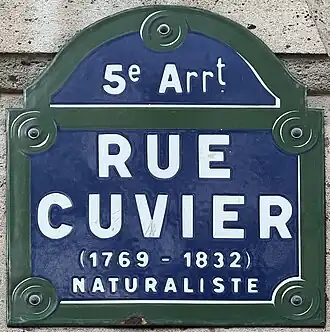 5e Arrt
RUE
CUVIER
(1769 - 1832)
NATURALISTE